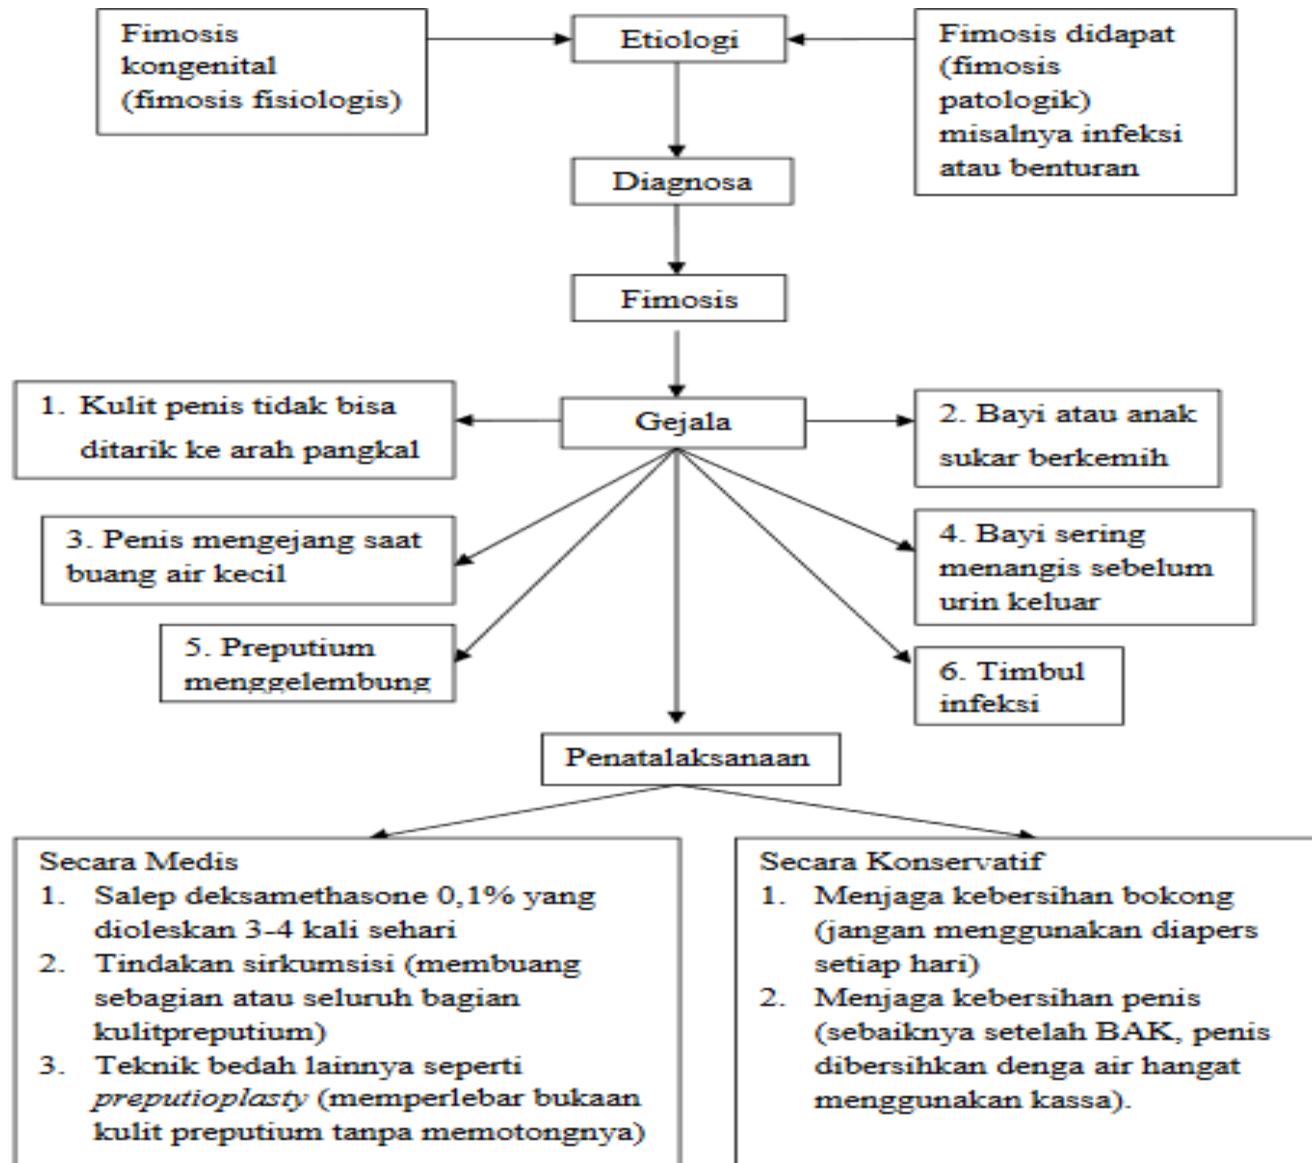 Fimosis
kongenital
(fimosis fisiologis)
Etiologi
Fimosis didapat
(fimosis
patologik)
misalnya infeksi
atau benturan
Diagnosa
Fimosis
Gejala
1. Kulit penis tidak bisa
ditarik ke arah pangkal
2. Bayi atau anak
sukar berkemih
3. Penis mengejang saat
buang air kecil
4. Bayi sering
menangis sebelum
urin keluar
5. Preputium
menggelembung
6. Timbul
infeksi
Penatalaksanaan
Secara Medis
1. Salep deksamethasone 0,1% yang
dioleskan 3-4 kali sehari
2. Tindakan sirkumsisi (membuang
sebagian atau seluruh bagian
kulitpreputium)
3. Teknik bedah lainnya seperti
preputioplasty (memperlebar bukaan
kulit preputium tanpa memotongnya)
Secara Konservatif
1. Menjaga kebersihan bokong
(jangan menggunakan diapers
setiap hari)
2. Menjaga kebersihan penis
(sebaiknya setelah BAK, penis
dibersihkan denga air hangat
menggunakan kassa).